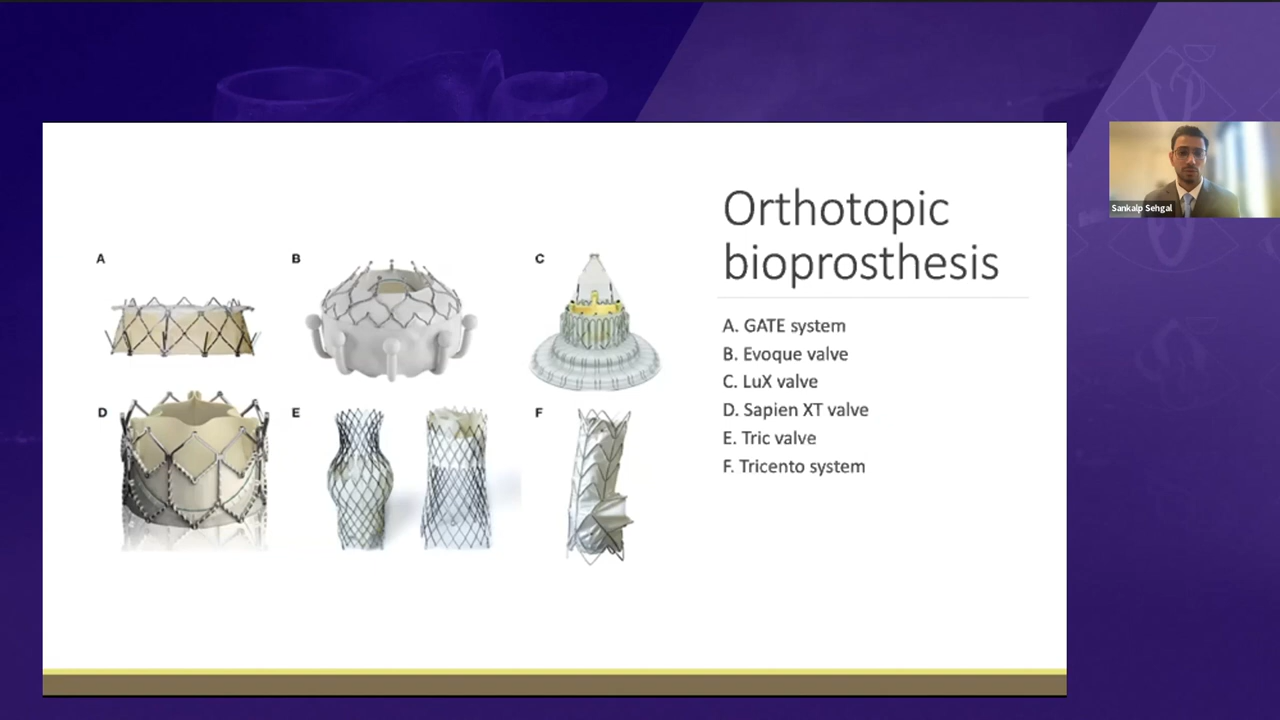 Orthotopic
bioprosthesis
A B C
D E F
A. GATE system
B. Evoque valve
C. LuX valve
D. Sapien XT valve
E. Tric valve
F. Tricento system
Sankalp Sehgal